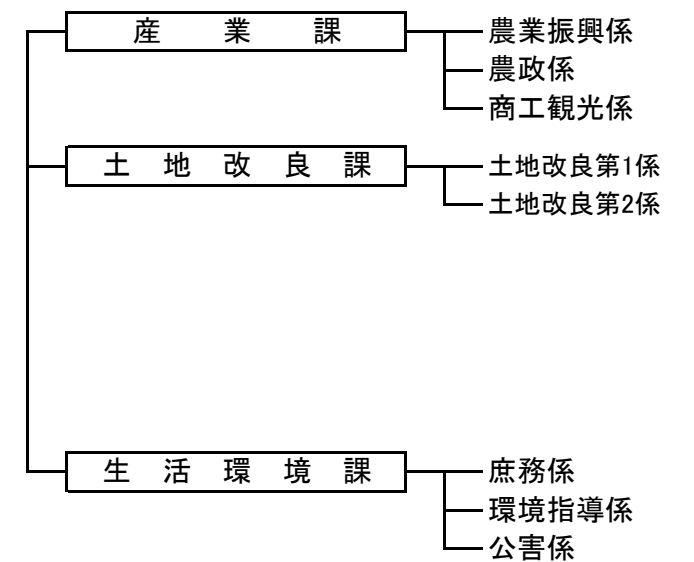 産業課
農業振興係
農政係
商工観光係
土地改良課
土地改良第1係
土地改良第2係
生活環境課
庶務係
環境指導係
公害係